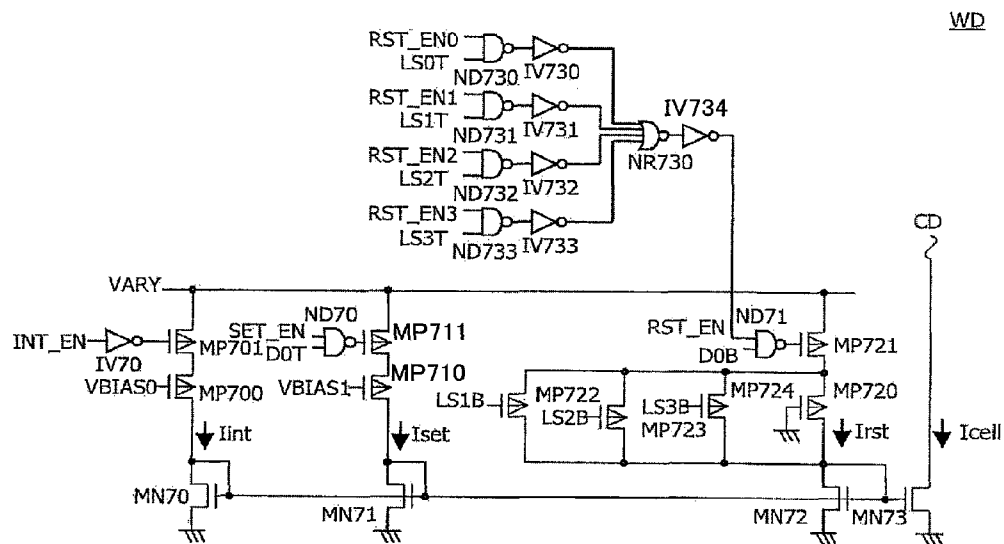 WD
RST_EN0
LS0T
ND730
IV730
RST_EN1
LS1T
ND731
IV731
IV734
NR730
RST_EN2
LS2T
ND732
IV732
RST_EN3
LS3T
ND733
IV733
CD
VARY
ND70
ND71
INT_EN
IV70
MP701
SET_EN
D0T
MP711
RST_EN
D0B
MP721
VBIAS0
MP700
VBIAS1
MP710
LS1B
MP722
LS2B
LS3B
MP723
MP724
MP720
Iint
Iset
Irst
Icell
MN70
MN71
MN72
MN73